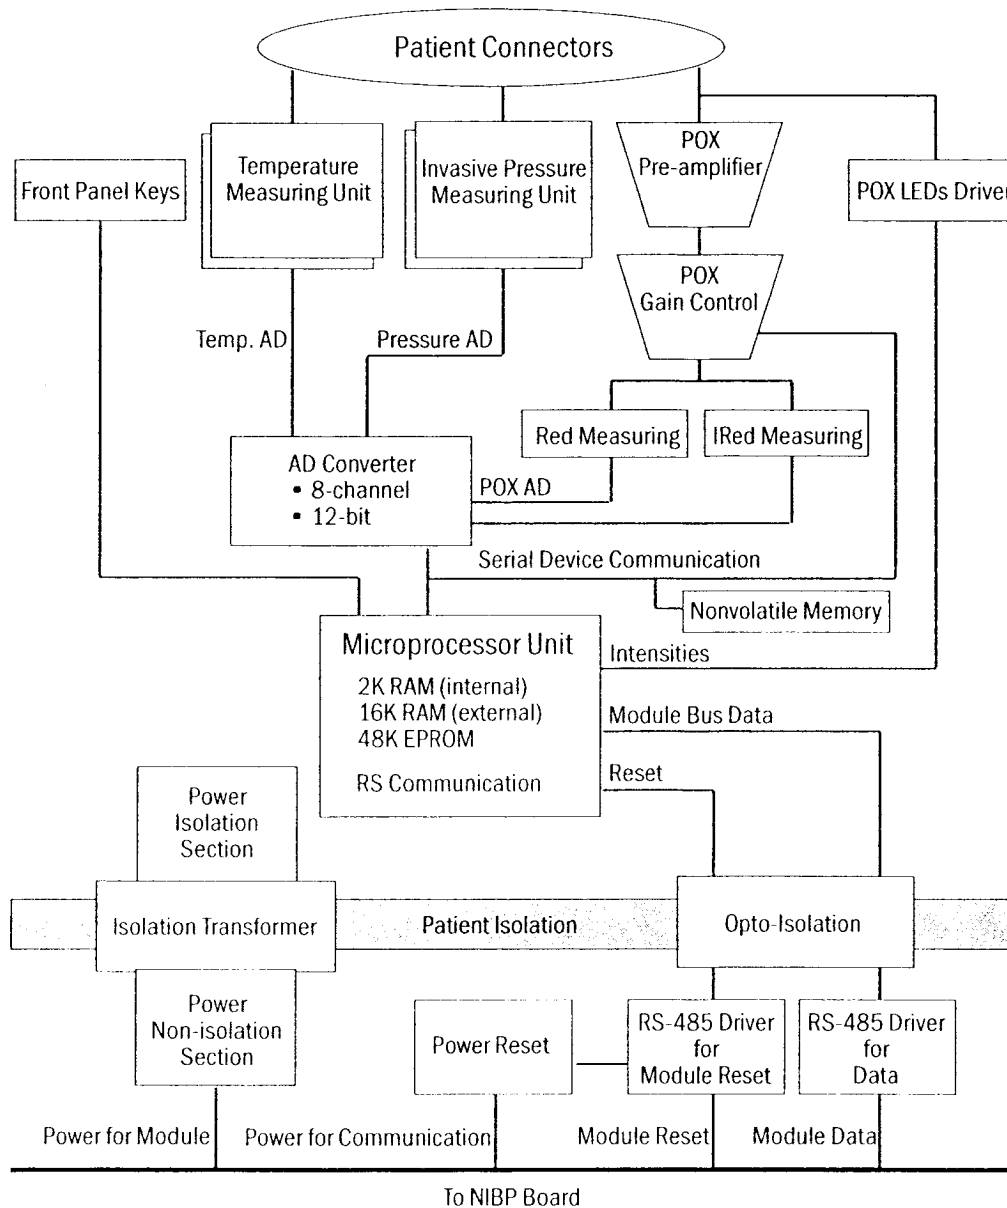 Patient Connectors
Temperature
Measuring Unit
Invasive Pressure
Measuring Unit
POX
Pre-amplifier
Front Panel Keys
POX LEDs Driver
POX
Gain Control
Temp. AD
Pressure AD
Red Measuring
IRed Measuring
AD Converter
▪ 8-channel
▪ 12-bit
POX AD
Serial Device Communication
Nonvolatile Memory
Microprocessor Unit
2K RAM (internal)
16K RAM (external)
48K EPROM
RS Communication
Intensities
Module Bus Data
Reset
Power
Isolation
Section
Isolation Transformer
Patient Isolation
Opto-Isolation
Power
Non-isolation
Section
Power Reset
RS-485 Driver
for
Module Reset
RS-485 Driver
for
Data
Power for Module
Power for Communication
Module Reset
Module Data
To NIBP Board